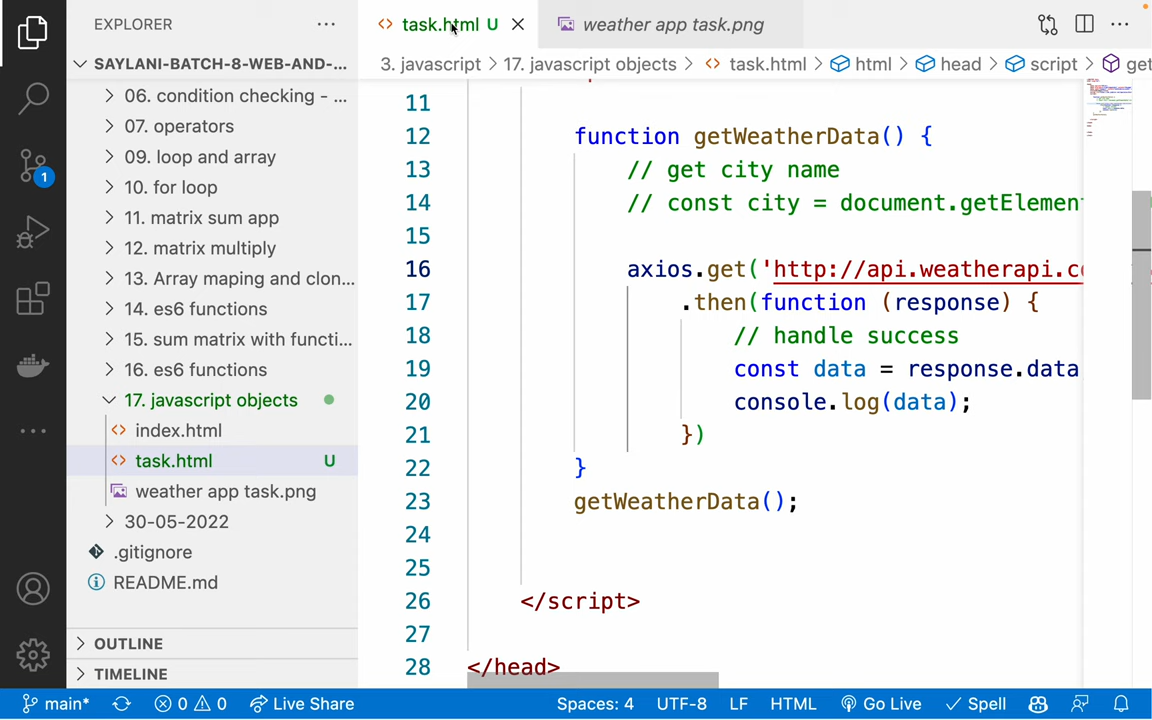 EXPLORER
SAYLANI-BATCH-8-WEB-AND-...
06. condition checking - ...
07. operators
09. loop and array
10. for loop
11. matrix sum app
12. matrix multiply
13. Array maping and clon...
14. es6 functions
15. sum matrix with functi...
16. es6 functions
17. javascript objects
index.html
task.html U
weather app task.png
30-05-2022
.gitignore
README.md
OUTLINE
TIMELINE
1
task.html U
weather app task.png
3. javascript > 17. javascript objects > task.html > html > head > script > get
11
12 function getWeatherData() {
13 // get city name
14 // const city = document.getElement
15
16 axios.get('http://api.weatherapi.co
17 .then(function (response) {
18 // handle success
19 const data = response.data
20 console.log(data);
21 })
22 }
23 getWeatherData();
24
25
26 </script>
27
28 </head>
main* 0 0 Live Share Spaces: 4 UTF-8 LF HTML Go Live Spell